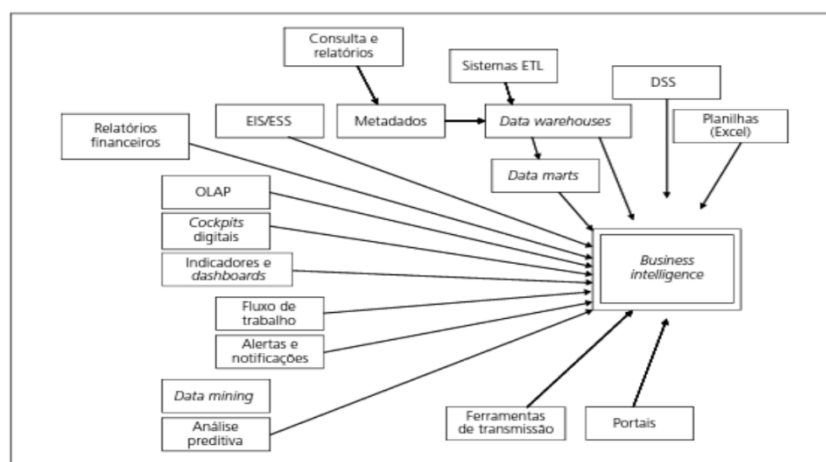 Consulta e
relatórios
Sistemas ETL
DSS
EIS/ESS
Metadados
Data warehouses
Planilhas
(Excel)
Relatórios
financeiros
Data marts
OLAP
Cockpits
digitais
Business
intelligence
Indicadores e
dashboards
Fluxo de
trabalho
Alertas e
notificações
Data mining
Análise
preditiva
Ferramentas
de transmissão
Portais